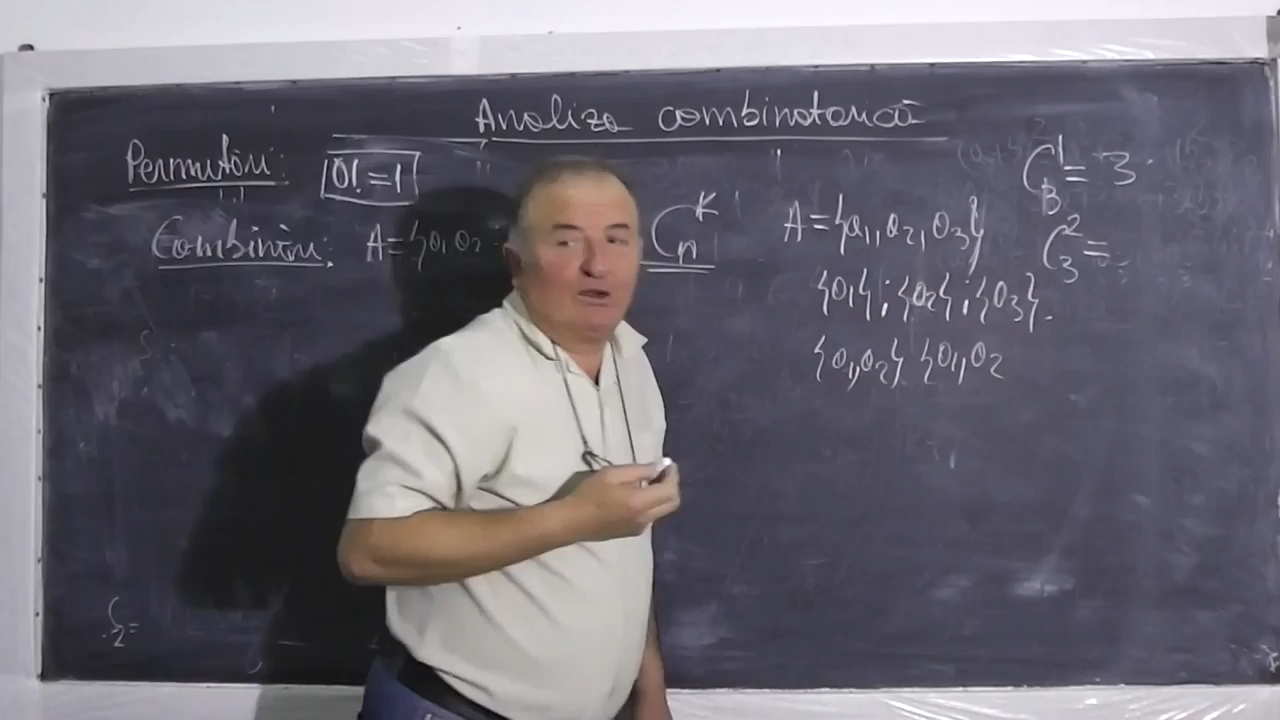 Analiza combinatorică
Permutări: 0! = 1
Combinări: A={a₁ a₂
Cₙᴷ
A={a₁,a₂,a₃}
{a₁};{a₂};{a₃}.
{a₁,a₂} {a₁,a₂
C₃¹=3
C₃²=